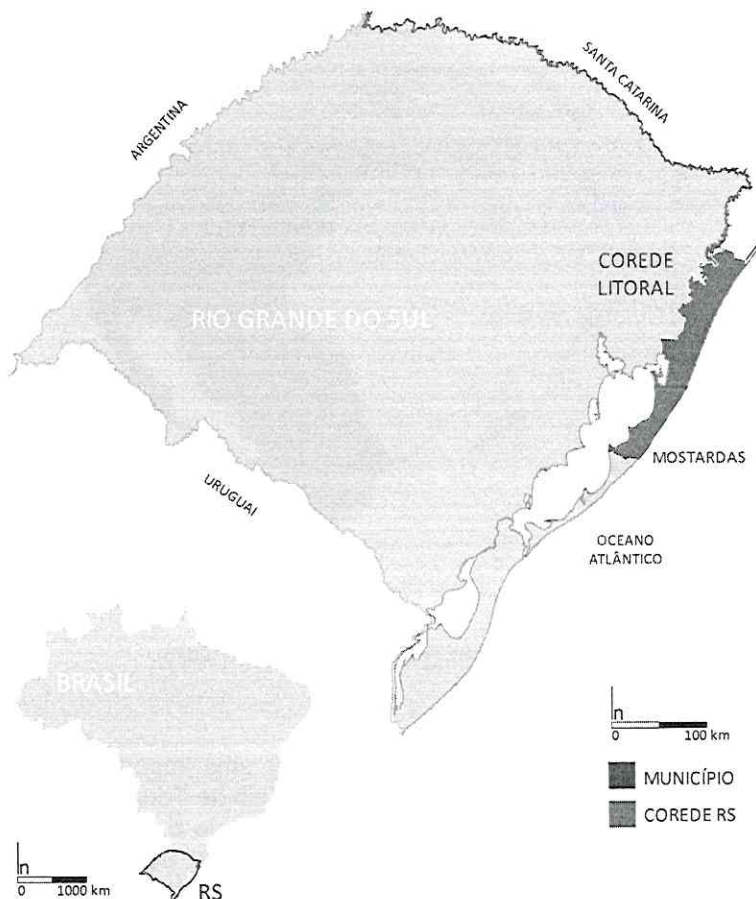 SANTA CATARINA
ARGENTINA
COREDE
LITORAL
RIO GRANDE DO SUL
MOSTARDAS
URUGUAI
OCEANO
ATLÂNTICO
BRASIL
n
0 100 km
MUNICÍPIO
COREDE RS
n
0 1000 km
RS